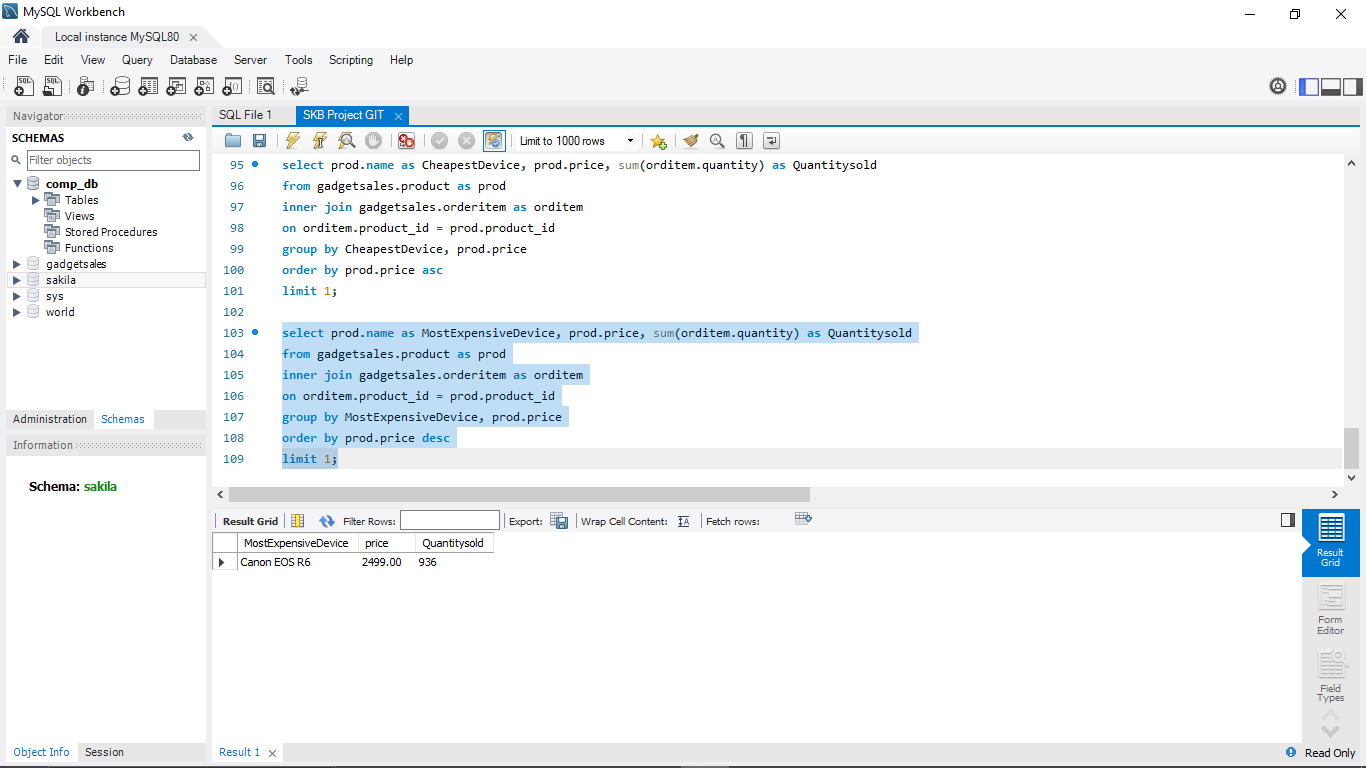 MySQL Workbench
Local instance MySQL80
File Edit View Query Database Server Tools Scripting Help
Navigator
SCHEMAS
Filter objects
comp_db
Tables
Views
Stored Procedures
Functions
gadgetsales
sakila
sys
world
Administration Schemas
Information
Schema: sakila
Object Info Session
SQL File 1 SKB Project GIT
Limit to 1000 rows
95 select prod.name as CheapestDevice, prod.price, sum(orditem.quantity) as Quantitysold
96 from gadgetsales.product as prod
97 inner join gadgetsales.orderitem as orditem
98 on orditem.product_id = prod.product_id
99 group by CheapestDevice, prod.price
100 order by prod.price asc
101 limit 1;
102
103 select prod.name as MostExpensiveDevice, prod.price, sum(orditem.quantity) as Quantitysold
104 from gadgetsales.product as prod
105 inner join gadgetsales.orderitem as orditem
106 on orditem.product_id = prod.product_id
107 group by MostExpensiveDevice, prod.price
108 order by prod.price desc
109 limit 1;
Result Grid Filter Rows: Export: Wrap Cell Content: Fetch rows:
MostExpensiveDevice price Quantitysold
Canon EOS R6 2499.00 936
Result
Grid
Form
Editor
Field
Types
Result 1
Read Only